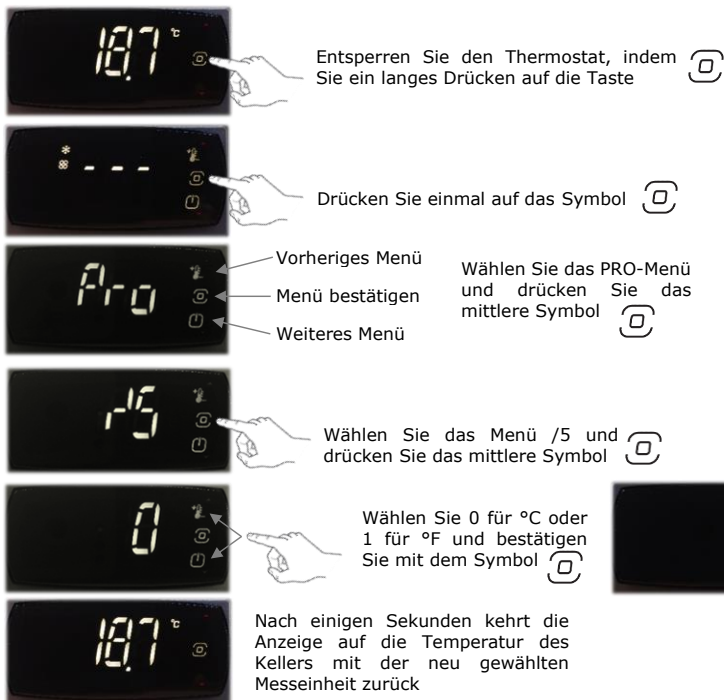 18.7 °C
Entsperren Sie den Thermostat, indem
Sie ein langes Drücken auf die Taste
- - -
Drücken Sie einmal auf das Symbol
Pro
Vorheriges Menü
Menü bestätigen
Weiteres Menü
Wählen Sie das PRO-Menü
und drücken Sie das
mittlere Symbol
r'5
Wählen Sie das Menü /5 und
drücken Sie das mittlere Symbol
0
Wählen Sie 0 für °C oder
1 für °F und bestätigen
Sie mit dem Symbol
18.7 °C
Nach einigen Sekunden kehrt die
Anzeige auf die Temperatur des
Kellers mit der neu gewählten
Messeinheit zurück